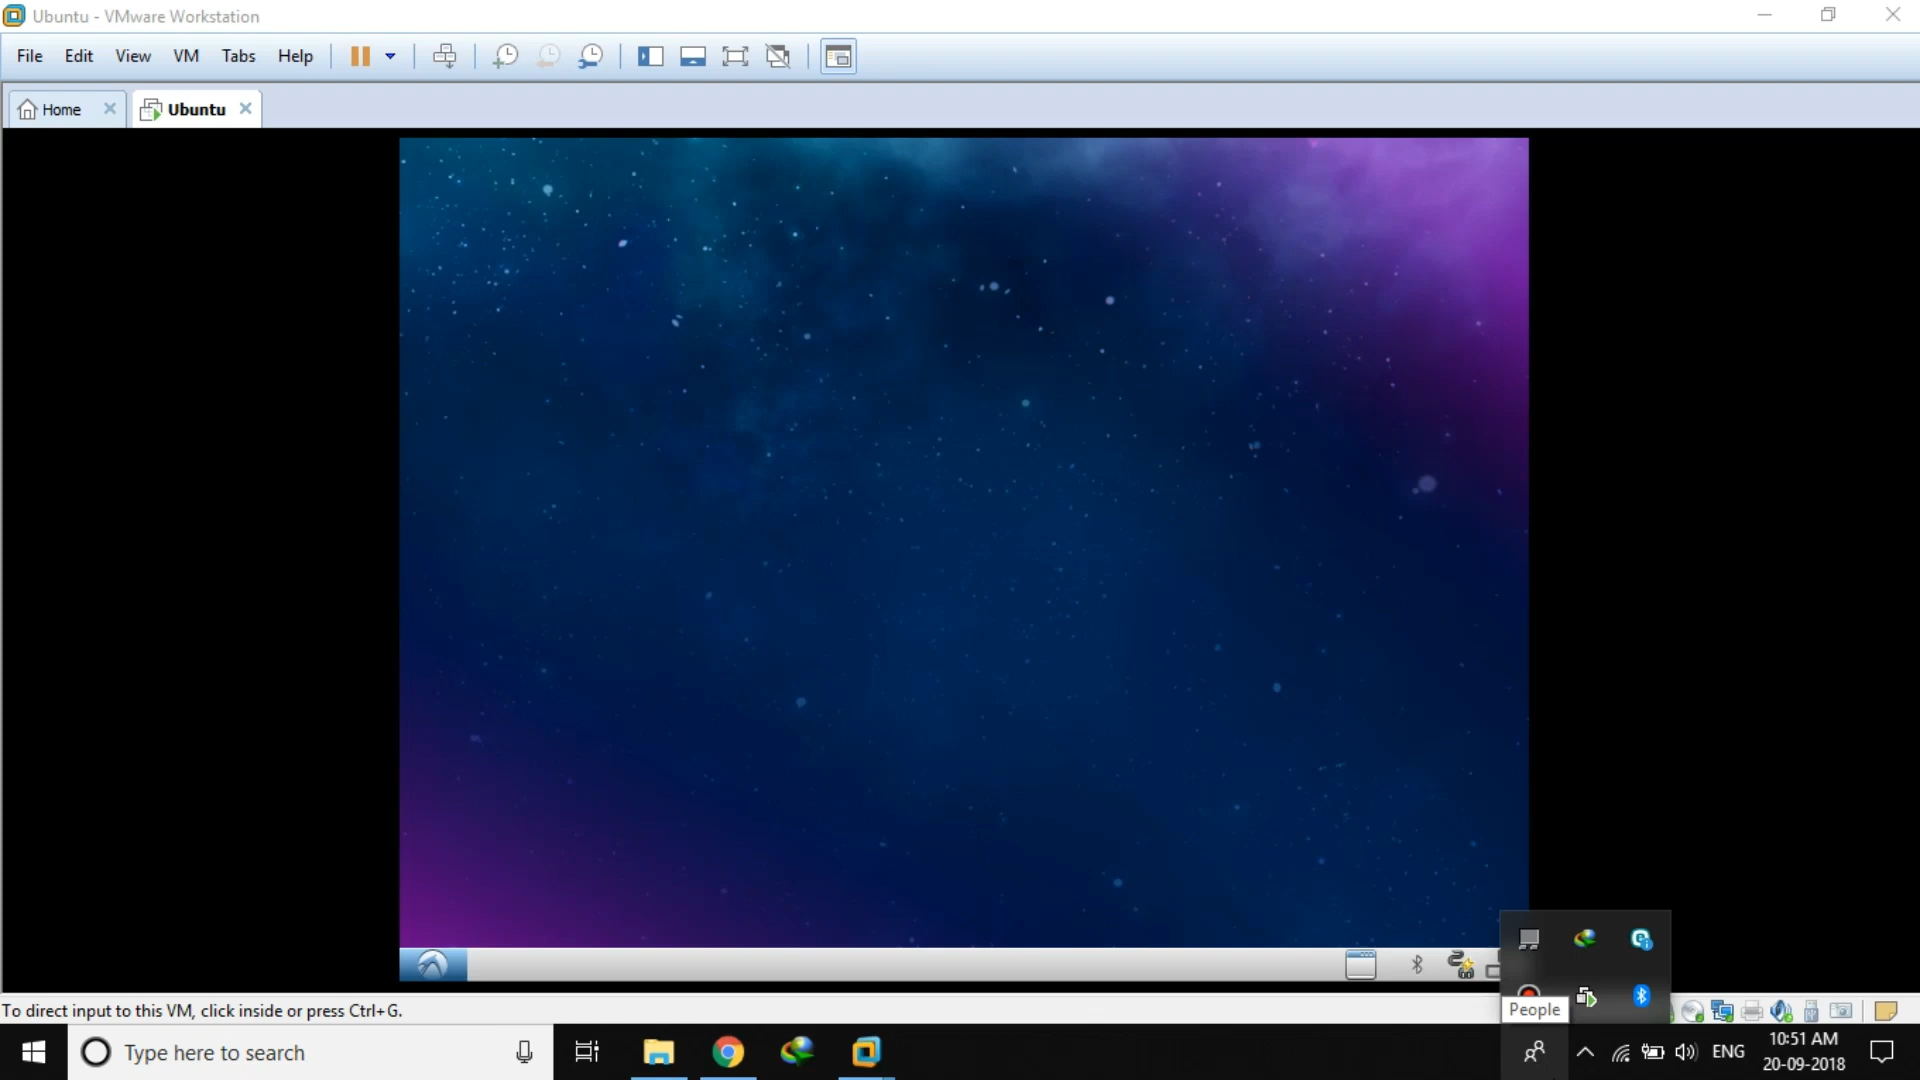 Ubuntu - VMware Workstation
File Edit View VM Tabs Help
Home Ubuntu
To direct input to this VM, click inside or press Ctrl+G.
People
Type here to search
ENG
10:51 AM
20-09-2018